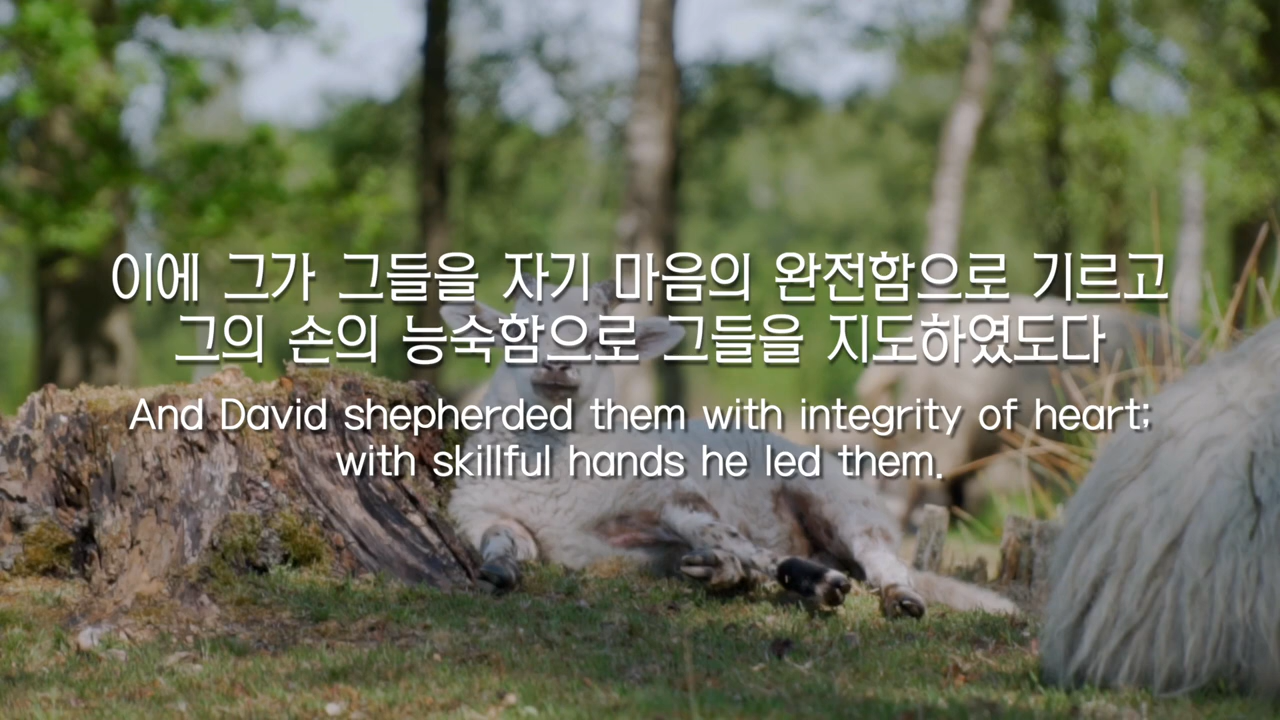 이에 그가 그들을 자기 마음의 완전함으로 기르고
그의 손의 능숙함으로 그들을 지도하였도다
And David shepherded them with integrity of heart;
with skillful hands he led them.